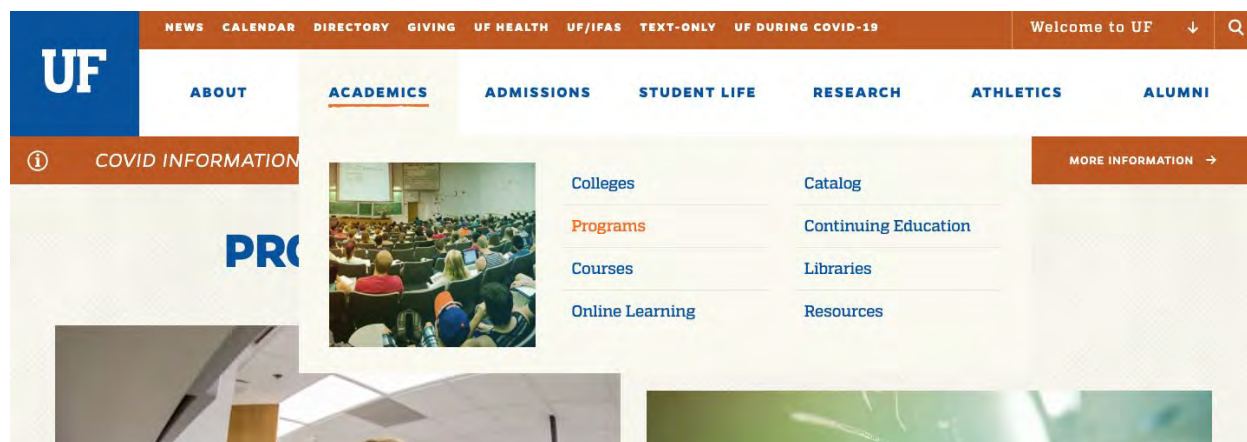 NEWS CALENDAR DIRECTORY GIVING UF HEALTH UF/IFAS TEXT-ONLY UF DURING COVID-19 Welcome to UF
UF
ABOUT ACADEMICS ADMISSIONS STUDENT LIFE RESEARCH ATHLETICS ALUMNI
COVID INFORMATION
MORE INFORMATION →
Colleges
Programs
Courses
Online Learning
Catalog
Continuing Education
Libraries
Resources